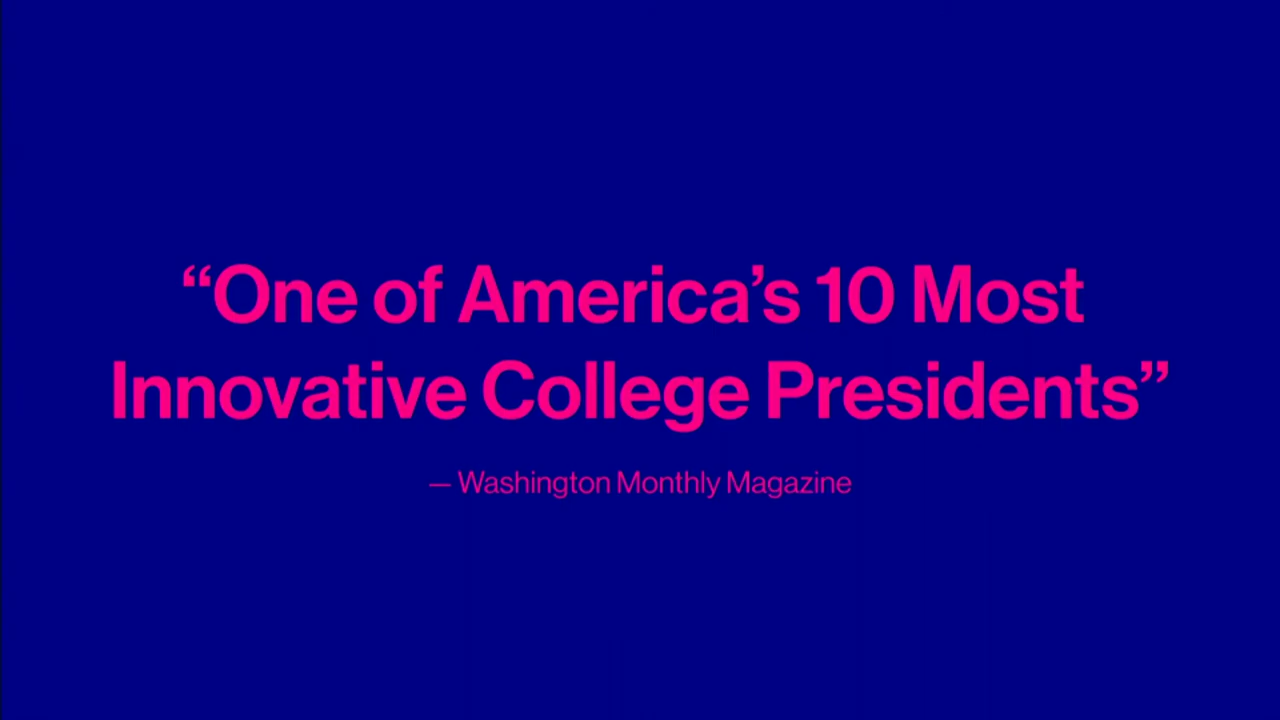 “One of America’s 10 Most
Innovative College Presidents”
— Washington Monthly Magazine